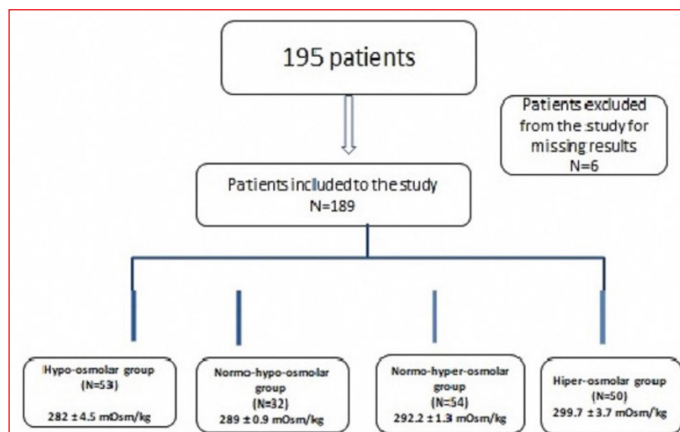 195 patients
Patients excluded
from the study for
missing results
N=6
Patients included to the study
N=189
Hypo-osmolar group
(N=53)
282 ± 4.5 mOsm/kg
Normo-hypo-osmolar
group
(N=32)
289 ± 0.9 mOsm/kg
Normo-hyper-osmolar
group
(N=54)
292.2 ± 1.3 mOsm/kg
Hiper-osmolar group
(N=50)
299.7 ± 3.7 mOsm/kg